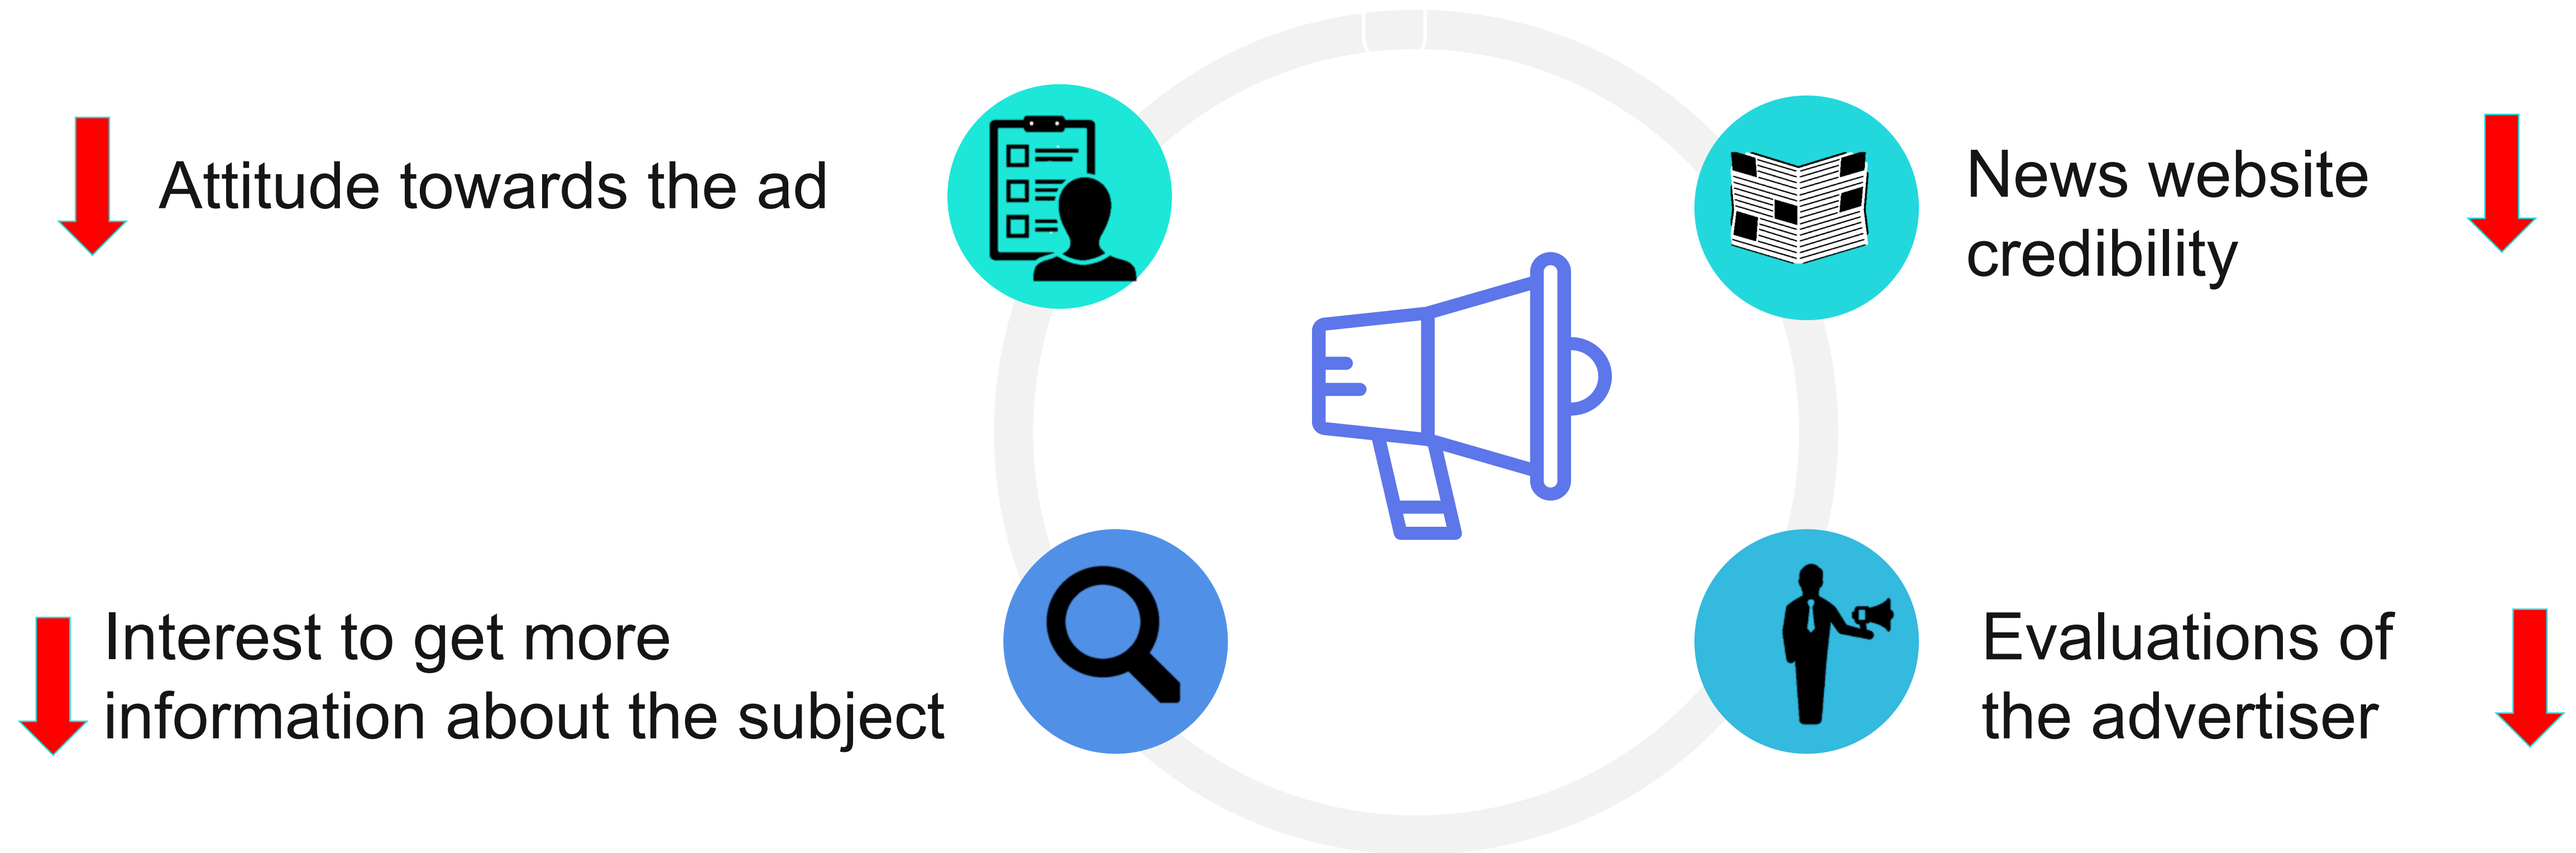 Attitude towards the ad
News website
credibility
Interest to get more
information about the subject
Evaluations of
the advertiser